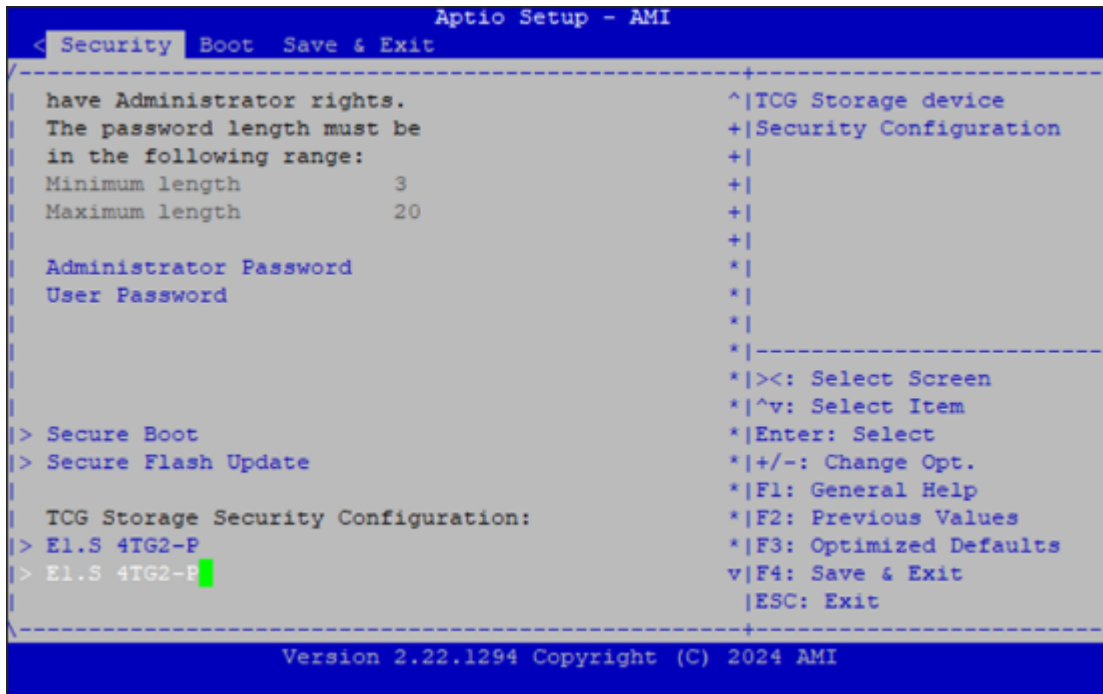 Aptio Setup - AMI
< Security Boot Save & Exit
/----------------------------------------------------+-------------------------
| have Administrator rights. ^|TCG Storage device
| The password length must be +|Security Configuration
| in the following range: +|
| Minimum length 3 +|
| Maximum length 20 +|
| +|
| Administrator Password *|
| User Password *|
| *|
| *|-------------------------
| *|><: Select Screen
| *|^v: Select Item
|> Secure Boot *|Enter: Select
|> Secure Flash Update *|+/-: Change Opt.
| *|F1: General Help
| TCG Storage Security Configuration: *|F2: Previous Values
|> E1.S 4TG2-P *|F3: Optimized Defaults
|> E1.S 4TG2-P v|F4: Save & Exit
| |ESC: Exit
\----------------------------------------------------+-------------------------
Version 2.22.1294 Copyright (C) 2024 AMI